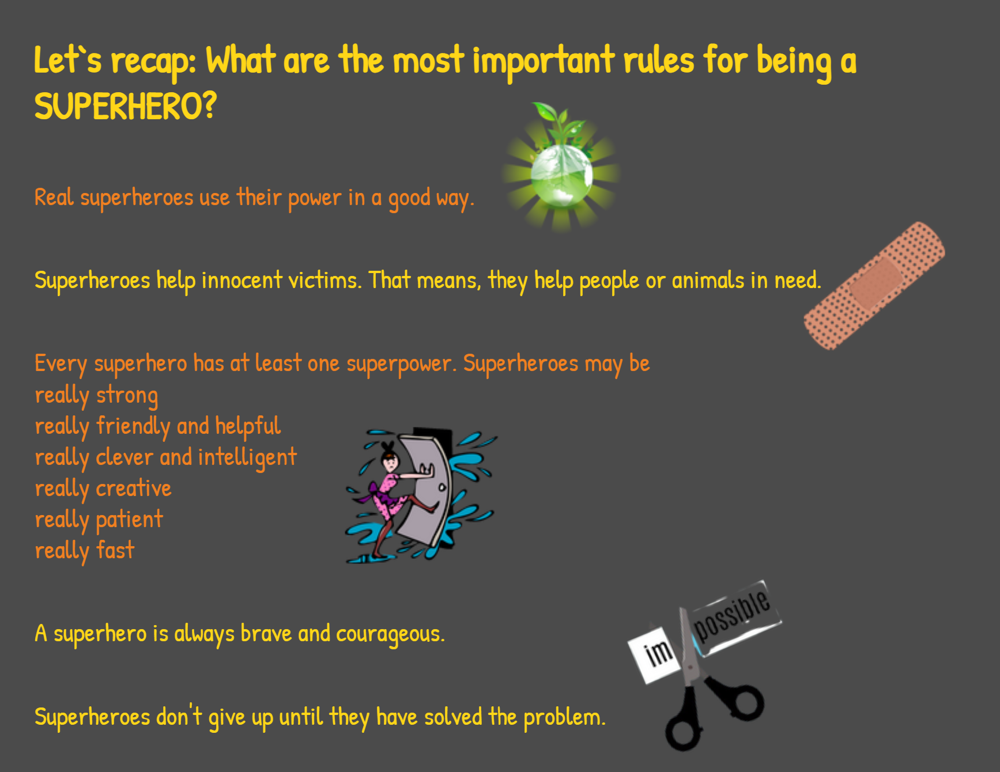 Let`s recap: What are the most important rules for being a
SUPERHERO?
Real superheroes use their power in a good way.
Superheroes help innocent victims. That means, they help people or animals in need.
Every superhero has at least one superpower. Superheroes may be
really strong
really friendly and helpful
really clever and intelligent
really creative
really patient
really fast
im possible
A superhero is always brave and courageous.
Superheroes don't give up until they have solved the problem.